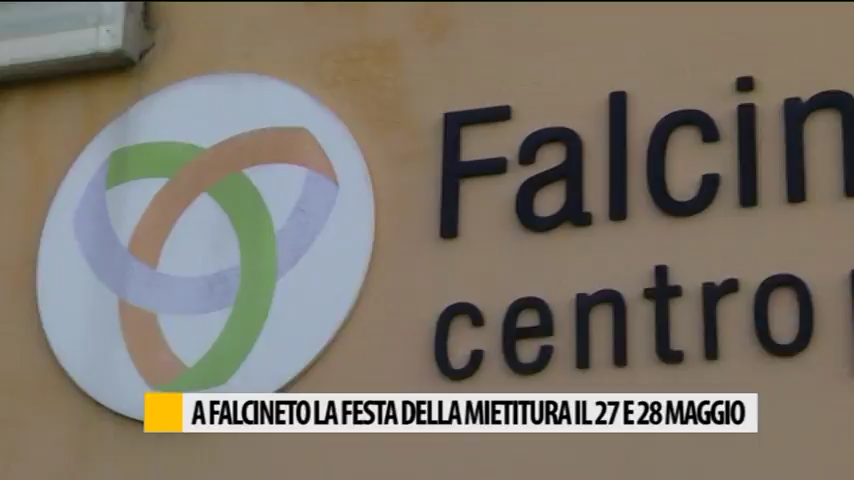 Falcin
centro
A FALCINETO LA FESTA DELLA MIETITURA IL 27 E 28 MAGGIO